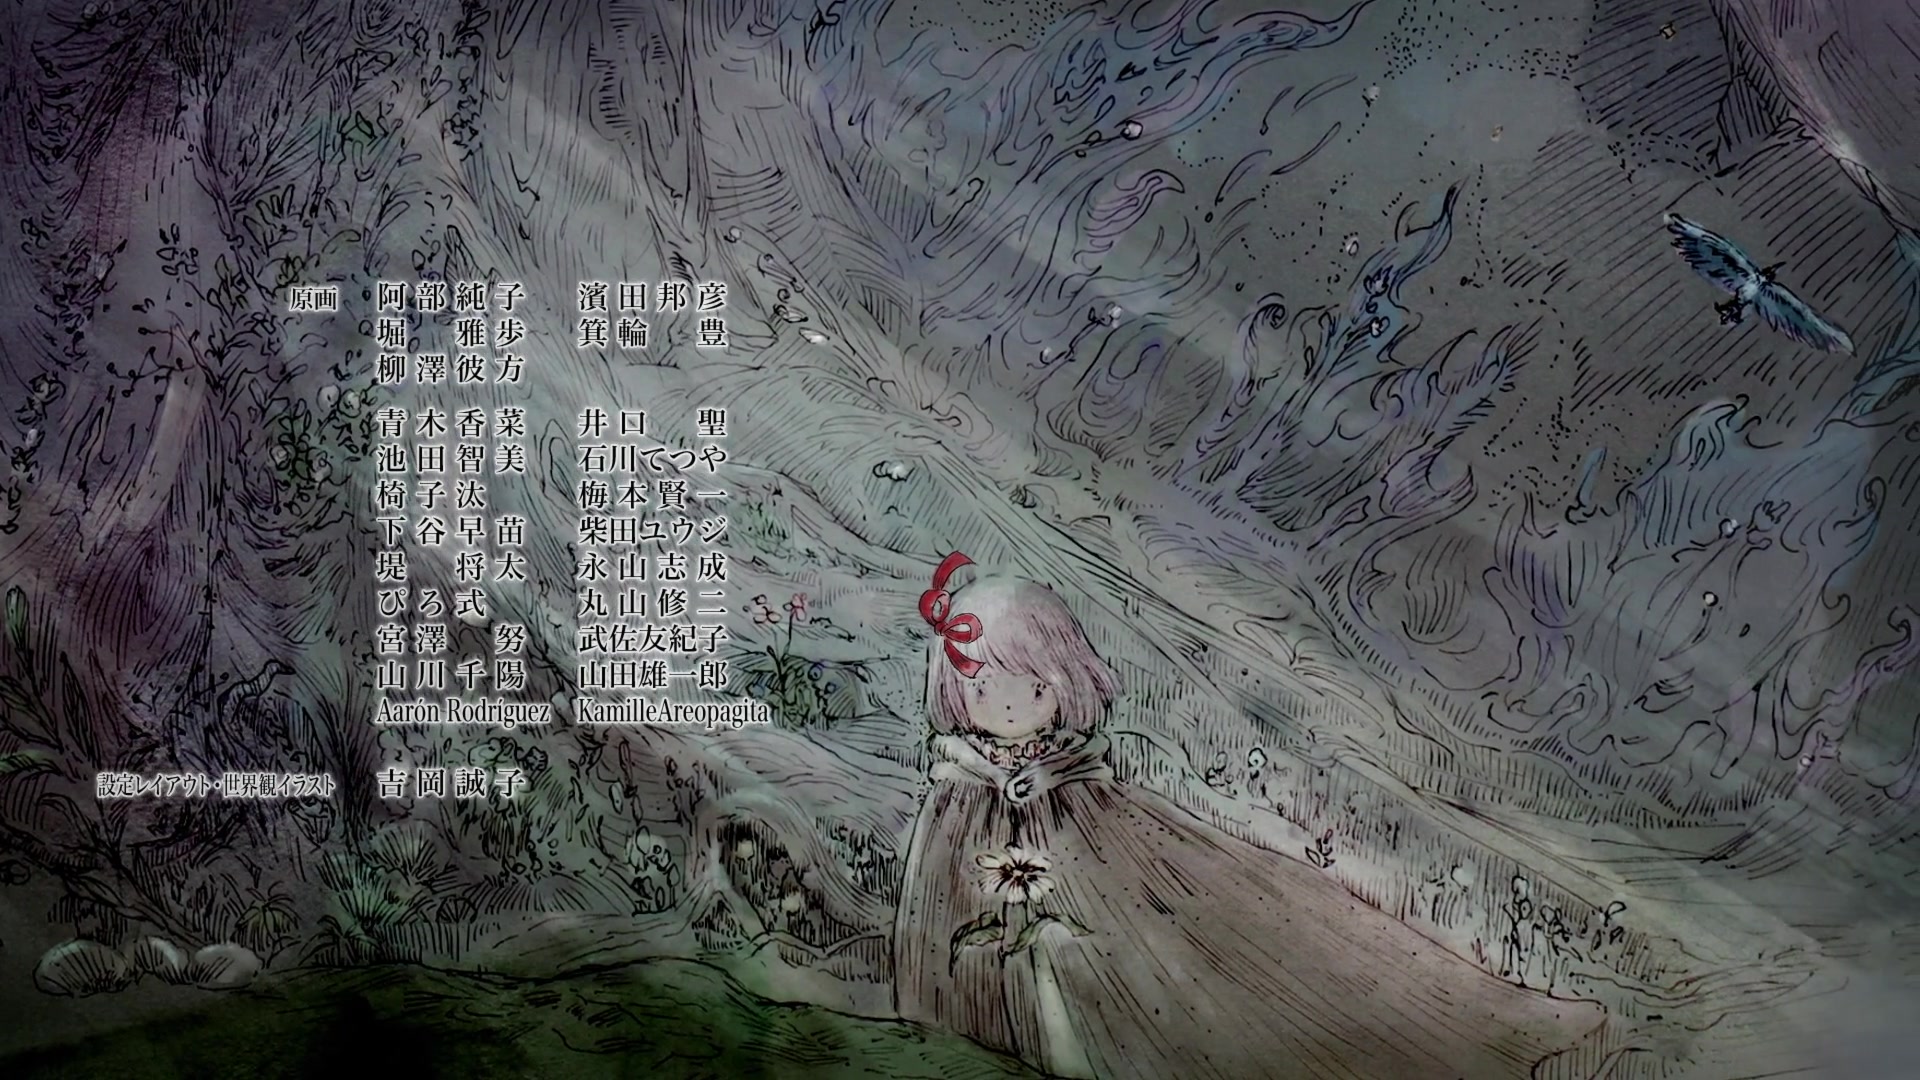 原画 阿部純子 濱田邦彦
堀 雅歩 箕輪 豊
柳澤彼方
青木香菜 井口 聖
池田智美 石川てつや
椅子汰 梅本賢一
下谷早苗 柴田ユウジ
堤 将太 永山志成
ぴろ式 丸山修二
宮澤 努 武佐友紀子
山川千陽 山田雄一郎
Aarón Rodríguez KamilleAreopagita
設定レイアウト・世界観イラスト 吉岡誠子